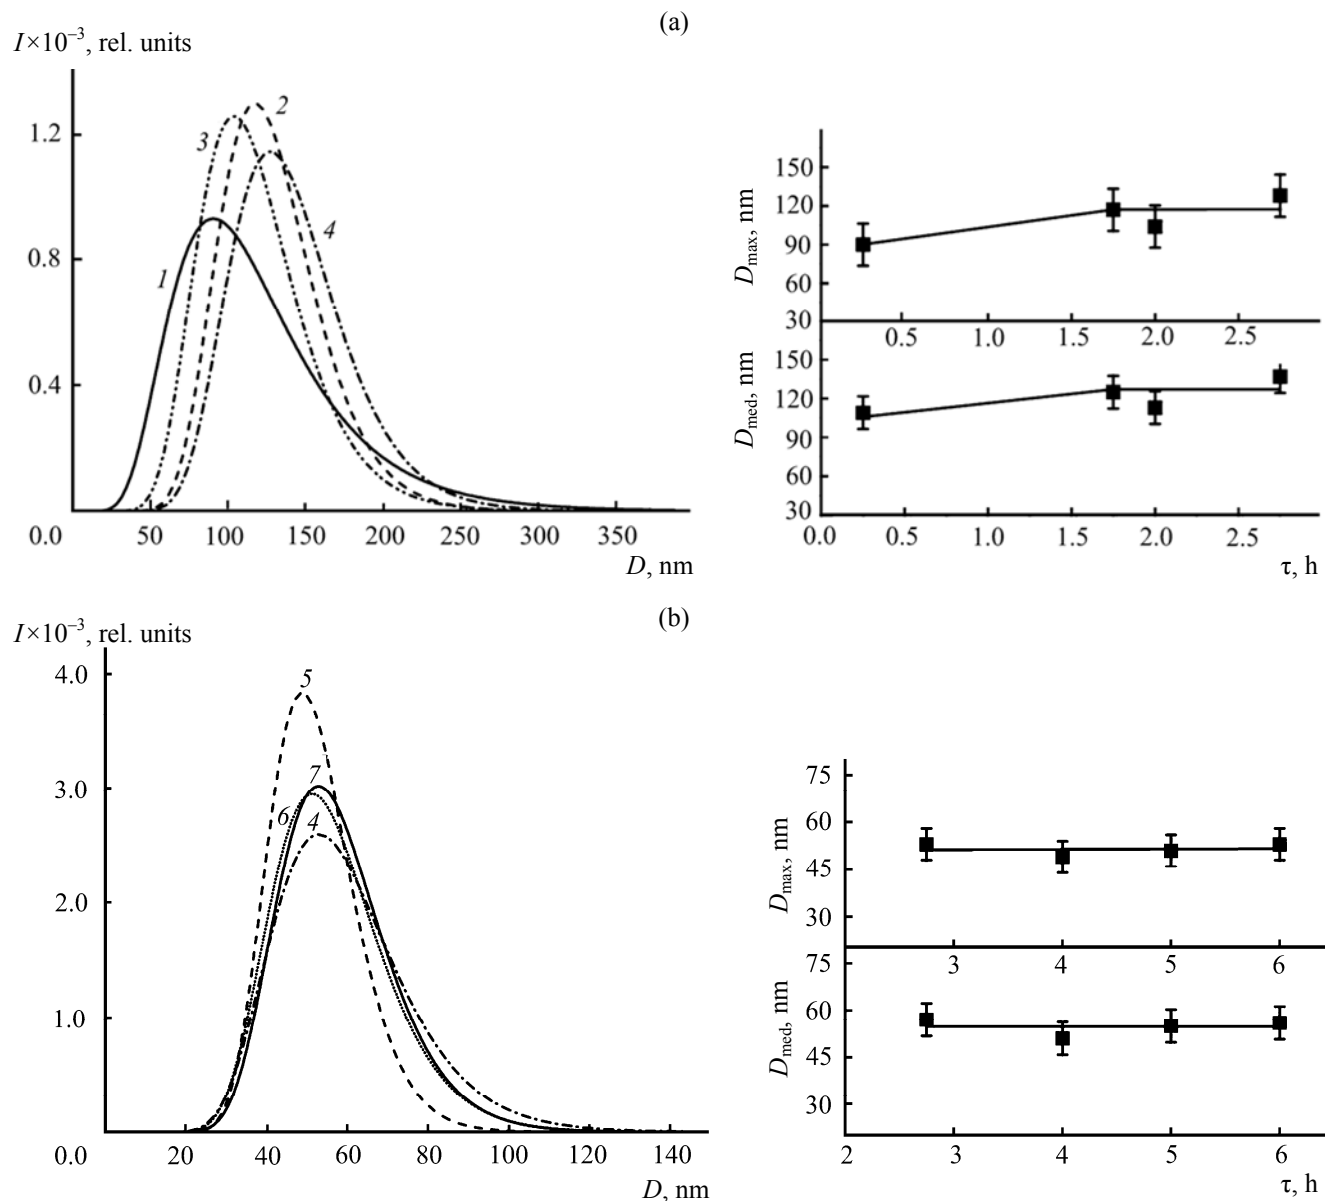 (a)
I×10⁻³, rel. units
1.2
0.8
0.4
0.0
50 100 150 200 250 300 350
D, nm
1
2
3
4
D_max, nm
150
120
90
60
30
0.5 1.0 1.5 2.0 2.5
D_med, nm
150
120
90
60
30
0.0 0.5 1.0 1.5 2.0 2.5
τ, h
(b)
I×10⁻³, rel. units
4.0
3.0
2.0
1.0
0.0
20 40 60 80 100 120 140
D, nm
5
7
6
4
D_max, nm
75
60
45
30
3 4 5 6
D_med, nm
75
60
45
30
2 3 4 5 6
τ, h